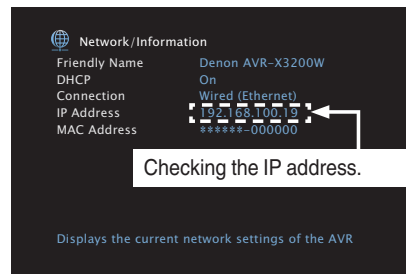 Network/Information
Friendly Name Denon AVR-X3200W
DHCP On
Connection Wired (Ethernet)
IP Address 192.168.100.19
MAC Address ******-000000
Checking the IP address.
Displays the current network settings of the AVR